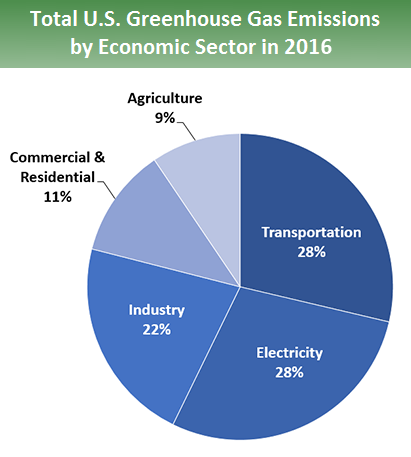 Total U.S. Greenhouse Gas Emissions
by Economic Sector in 2016
Agriculture
9%
Commercial &
Residential
11%
Transportation
28%
Industry
22%
Electricity
28%